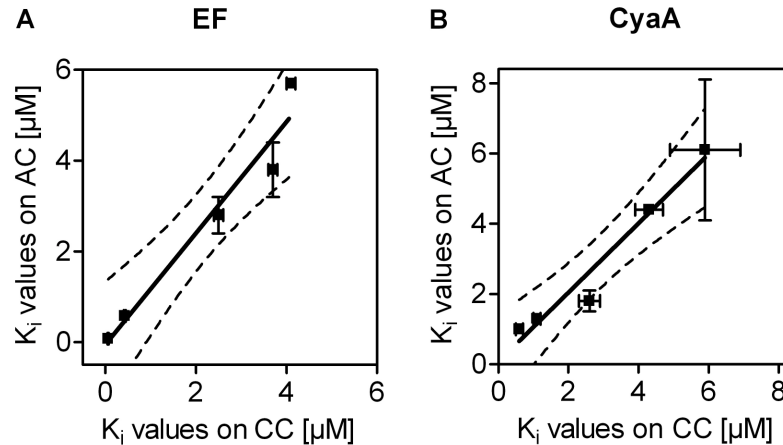 A
EF
B
CyaA
Kᵢ values on AC [µM]
6
4
2
0
0
2
4
6
Kᵢ values on CC [µM]
Kᵢ values on AC [µM]
8
6
4
2
0
0
2
4
6
8
Kᵢ values on CC [µM]